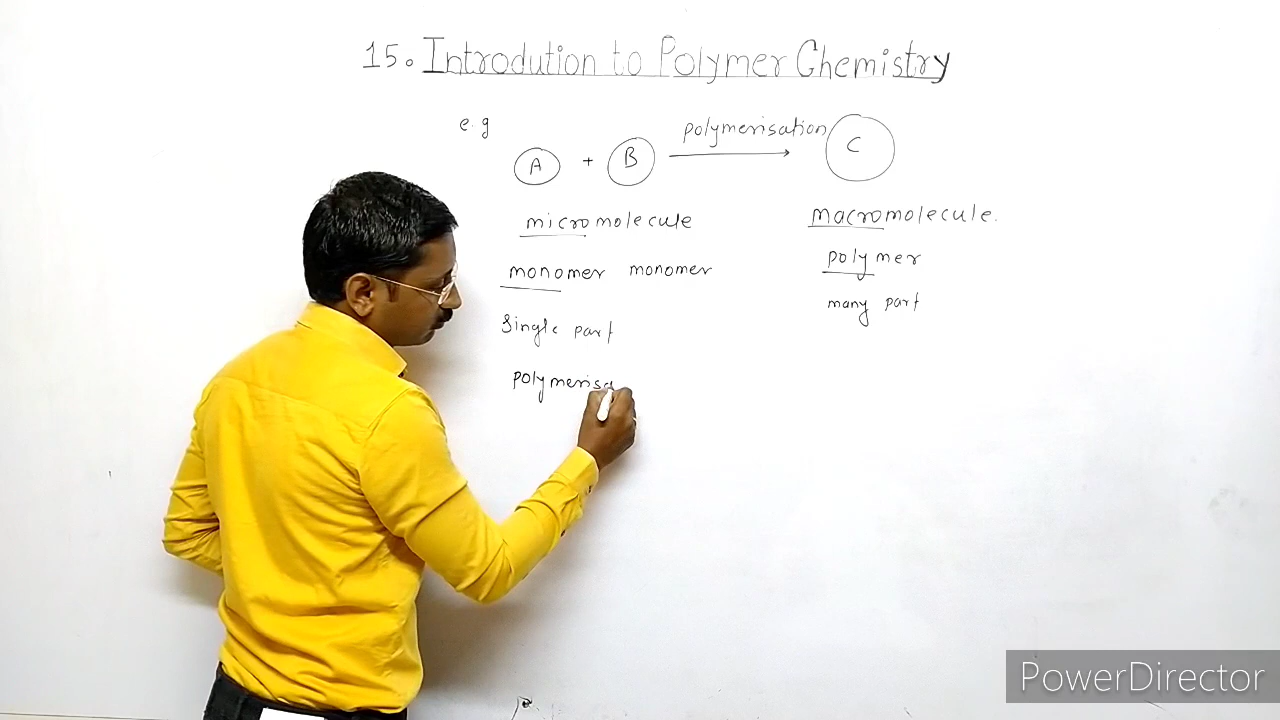 15. Introdution to Polymer Chemistry
e.g
A + B polymerisation C
micromolecule macromolecule.
monomer monomer polymer
Single part many part
polymerisa
PowerDirector